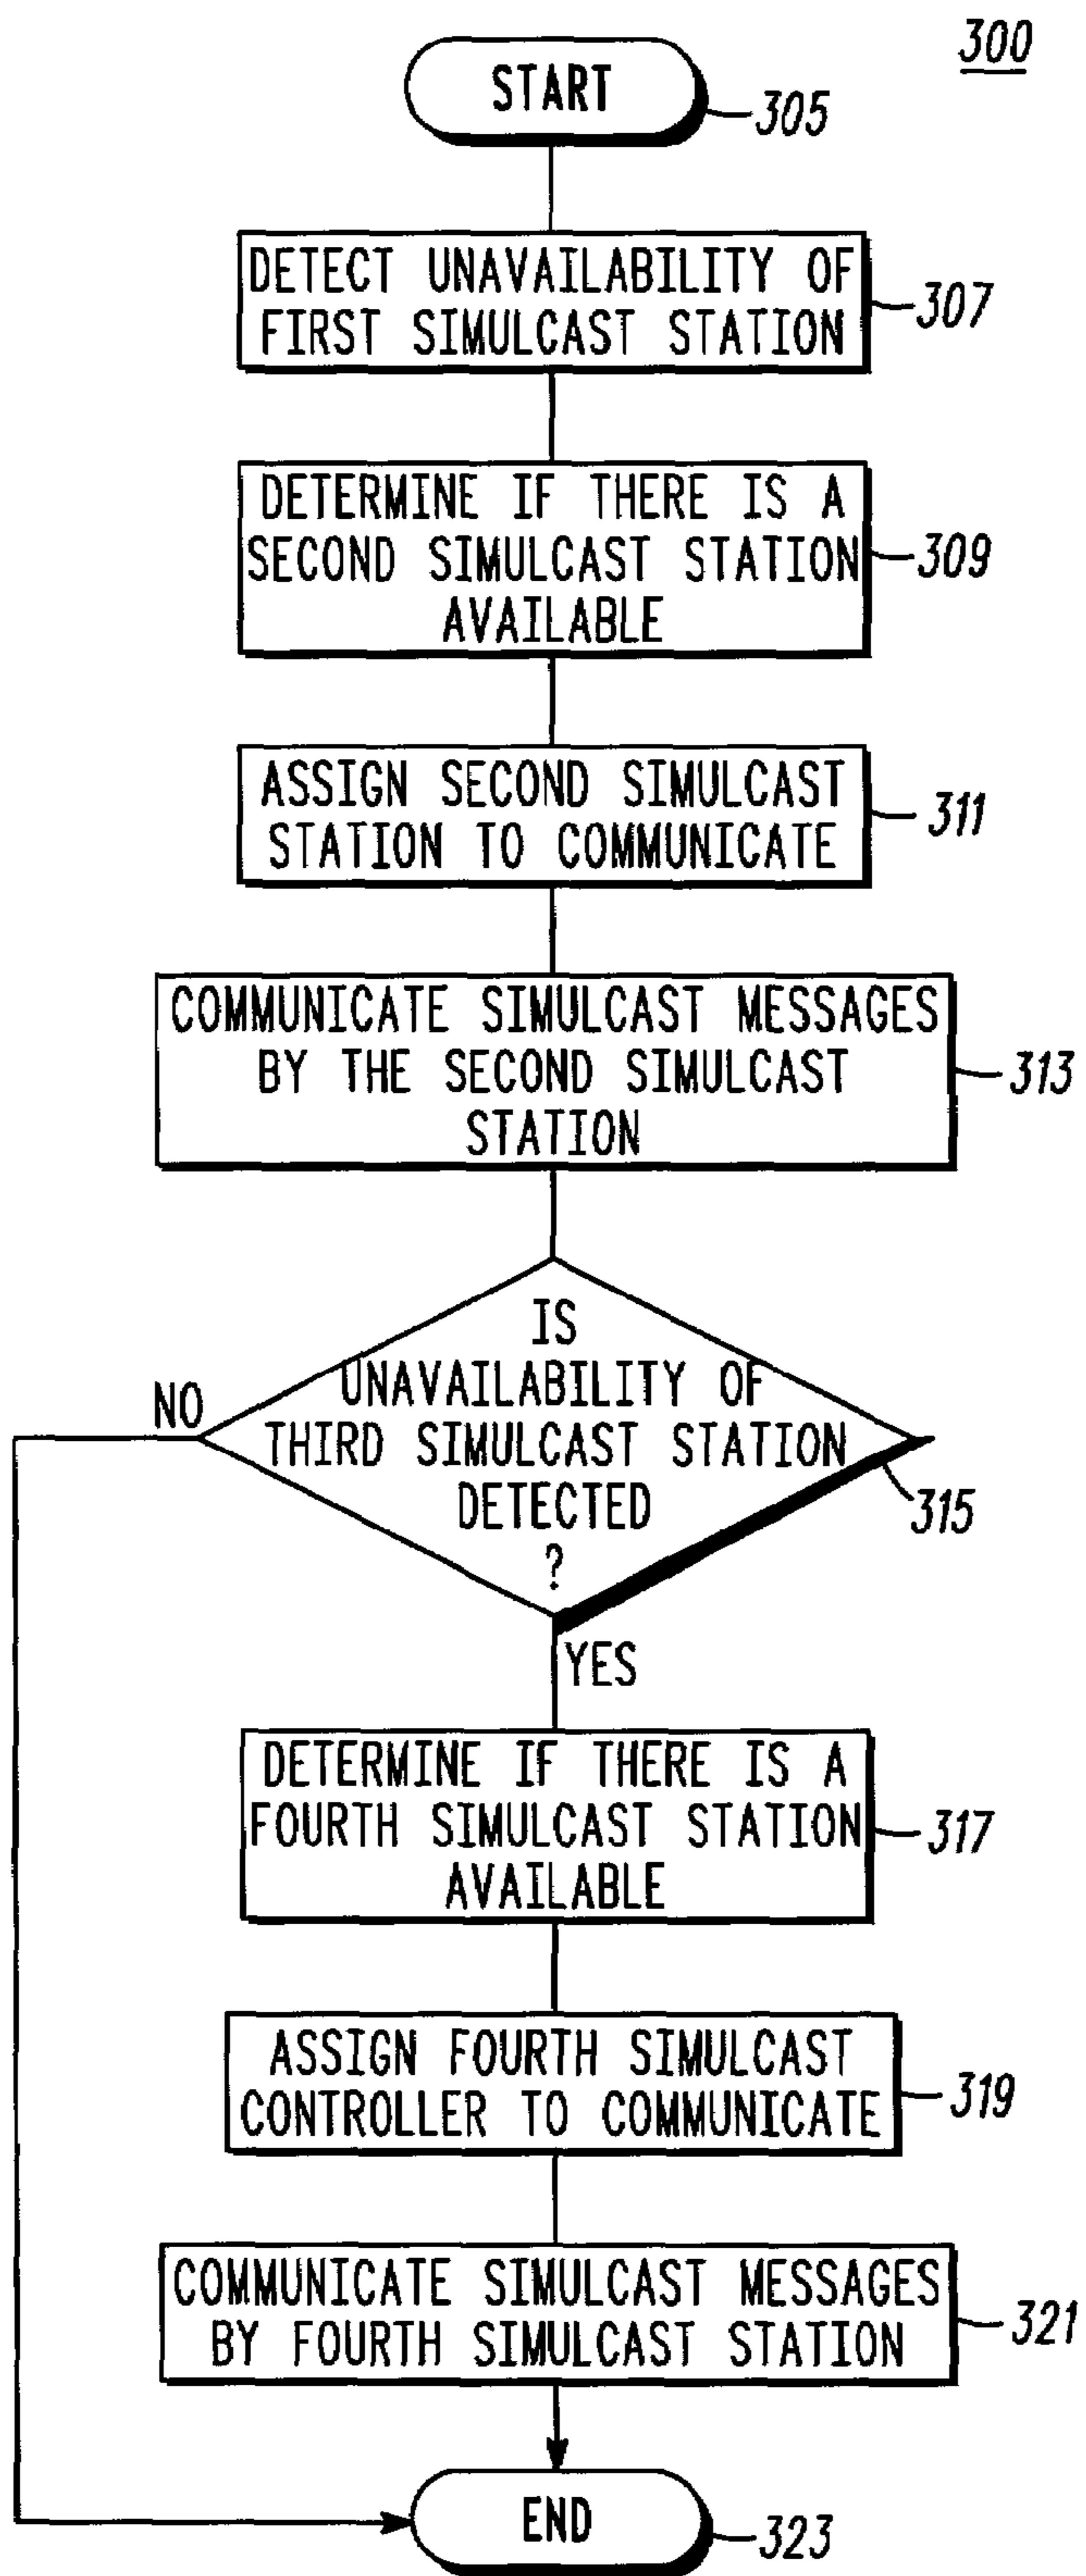 300
START
305
DETECT UNAVAILABILITY OF
FIRST SIMULCAST STATION
307
DETERMINE IF THERE IS A
SECOND SIMULCAST STATION
AVAILABLE
309
ASSIGN SECOND SIMULCAST
STATION TO COMMUNICATE
311
COMMUNICATE SIMULCAST MESSAGES
BY THE SECOND SIMULCAST
STATION
313
IS
UNAVAILABILITY OF
THIRD SIMULCAST STATION
DETECTED
?
315
NO
YES
DETERMINE IF THERE IS A
FOURTH SIMULCAST STATION
AVAILABLE
317
ASSIGN FOURTH SIMULCAST
CONTROLLER TO COMMUNICATE
319
COMMUNICATE SIMULCAST MESSAGES
BY FOURTH SIMULCAST STATION
321
END
323